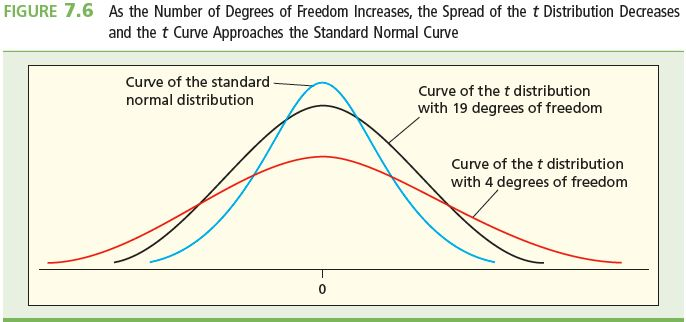 FIGURE 7.6 As the Number of Degrees of Freedom Increases, the Spread of the t Distribution Decreases
and the t Curve Approaches the Standard Normal Curve
Curve of the standard
normal distribution
Curve of the t distribution
with 19 degrees of freedom
Curve of the t distribution
with 4 degrees of freedom
0